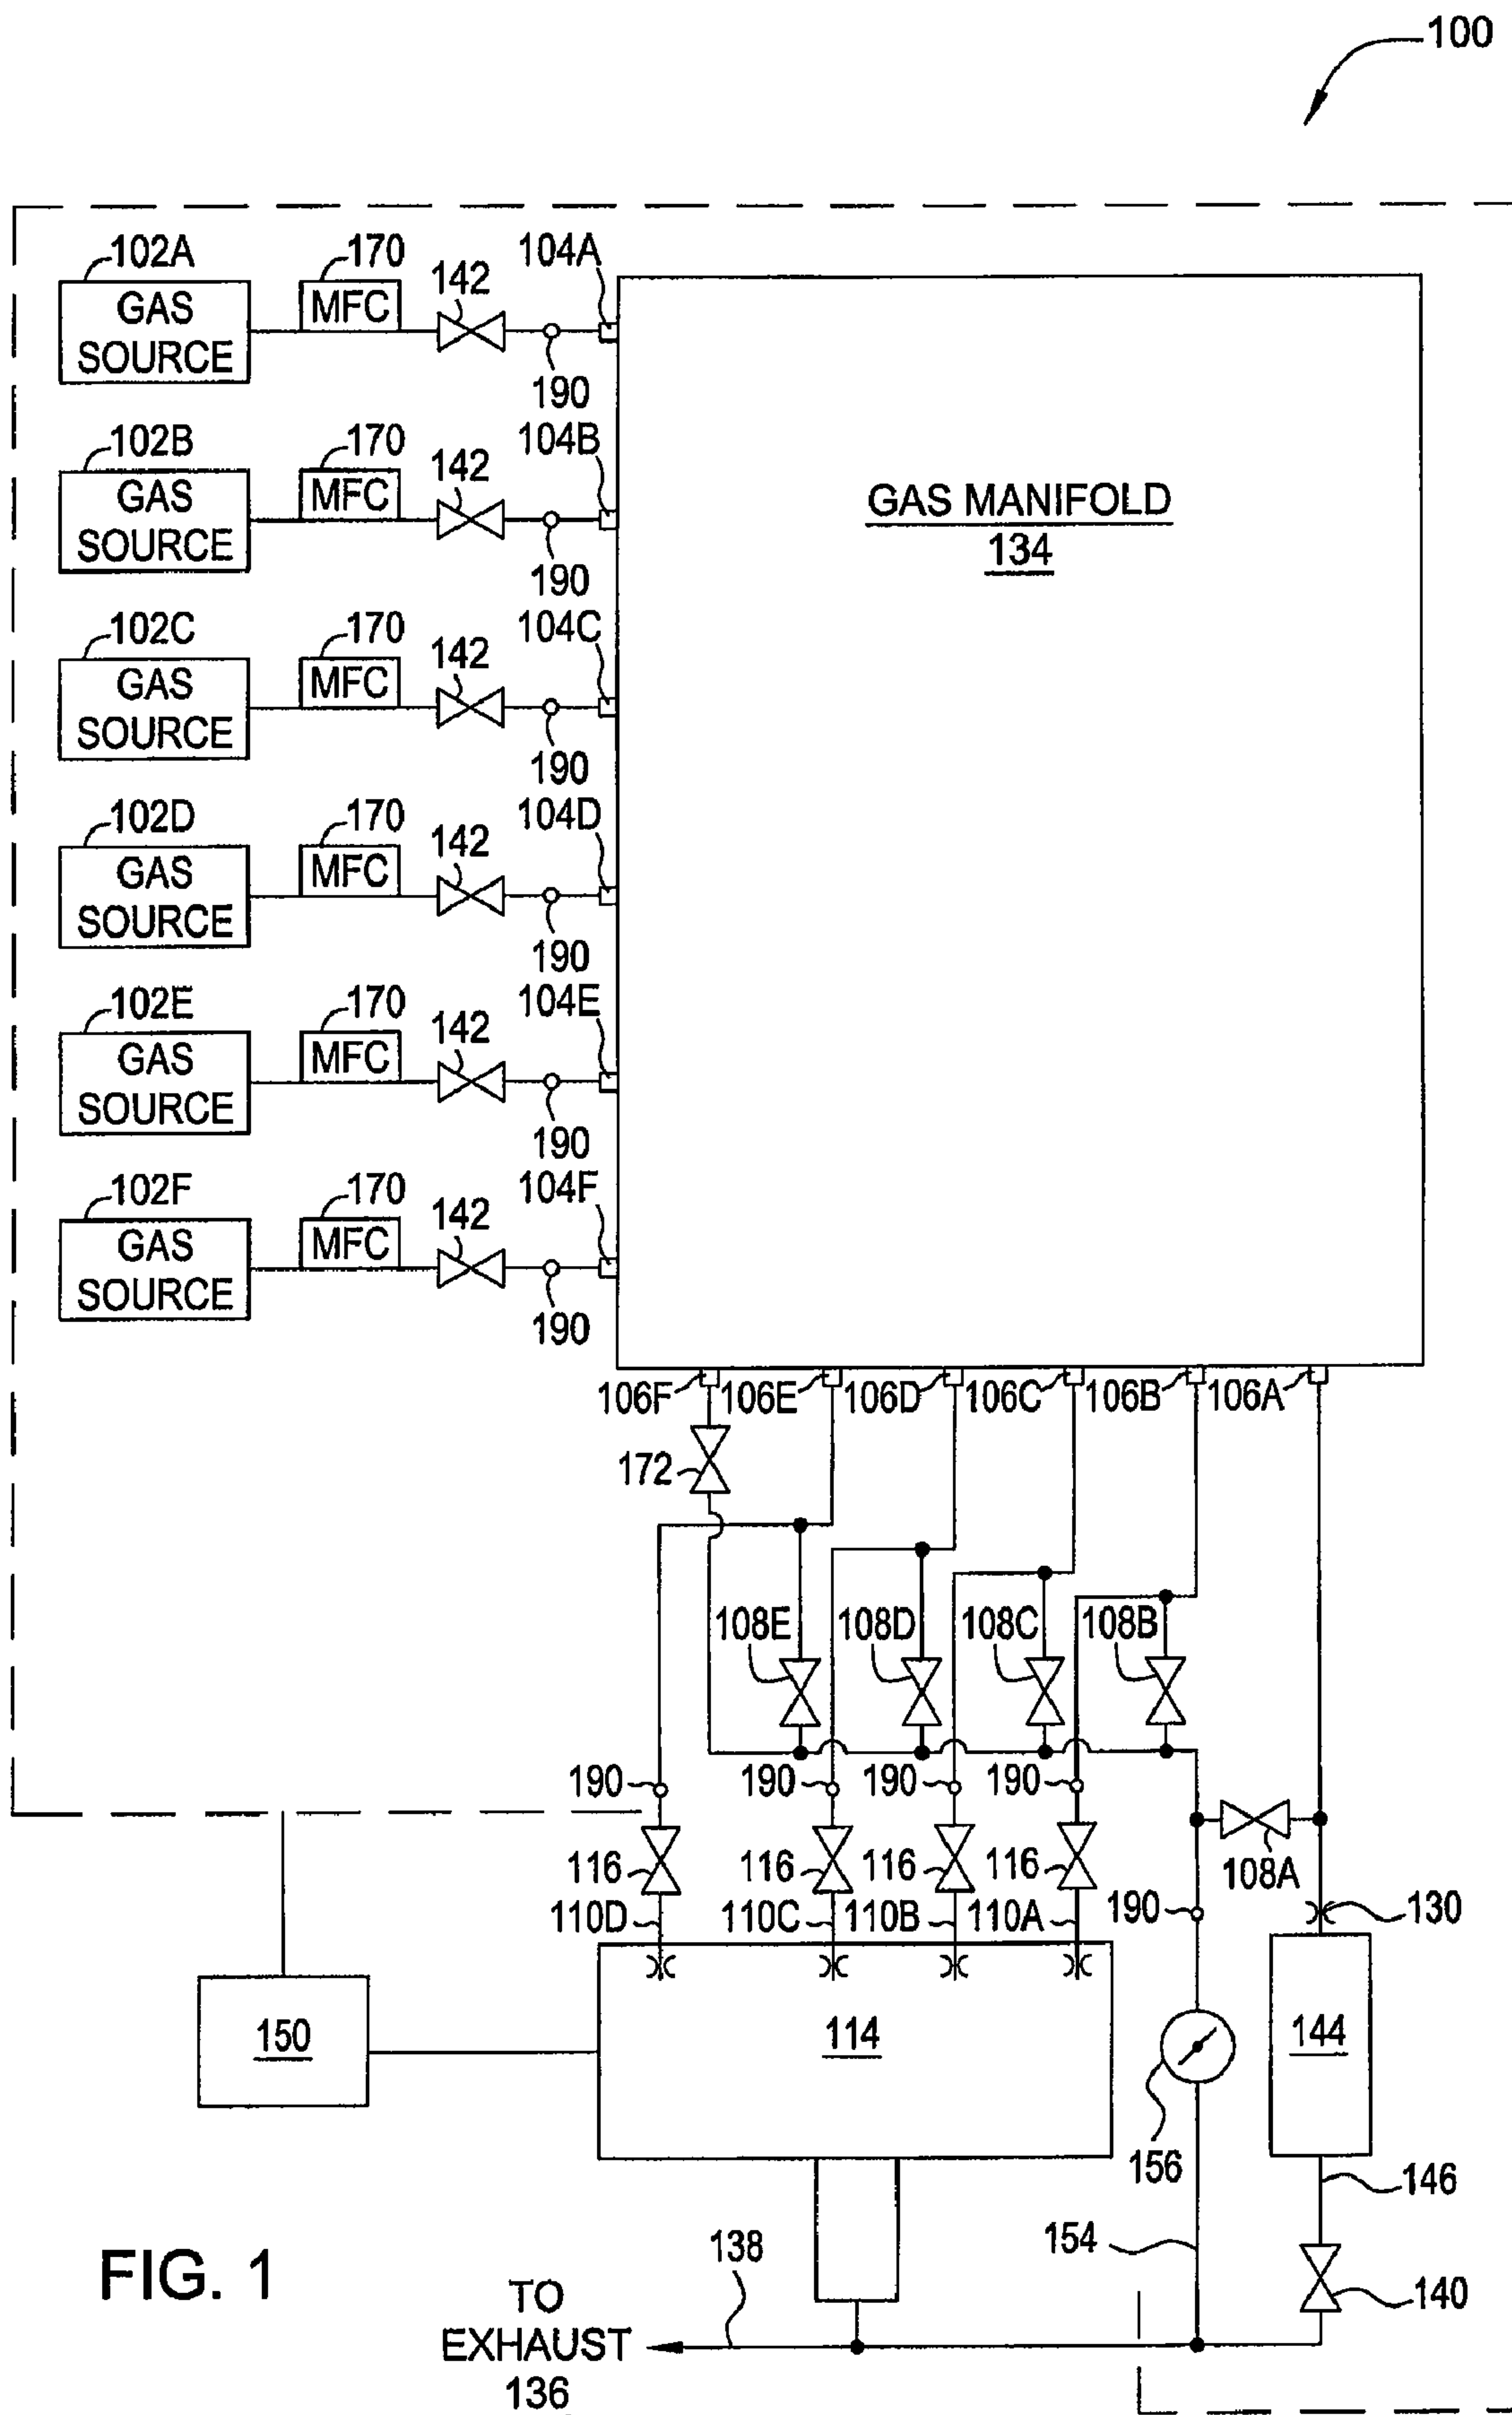 100
102A
170
142
104A
GAS
SOURCE
MFC
190
102B
170
142
104B
GAS
SOURCE
MFC
190
GAS MANIFOLD
134
102C
170
142
104C
GAS
SOURCE
MFC
190
102D
170
142
104D
GAS
SOURCE
MFC
190
102E
170
142
104E
GAS
SOURCE
MFC
190
102F
170
142
104F
GAS
SOURCE
MFC
190
106F
106E
106D
106C
106B
106A
172
108E
108D
108C
108B
190
190
190
190
116
116
116
116
108A
110D
110C
110B
110A
190
130
150
114
144
156
146
154
138
140
FIG. 1
TO
EXHAUST
136